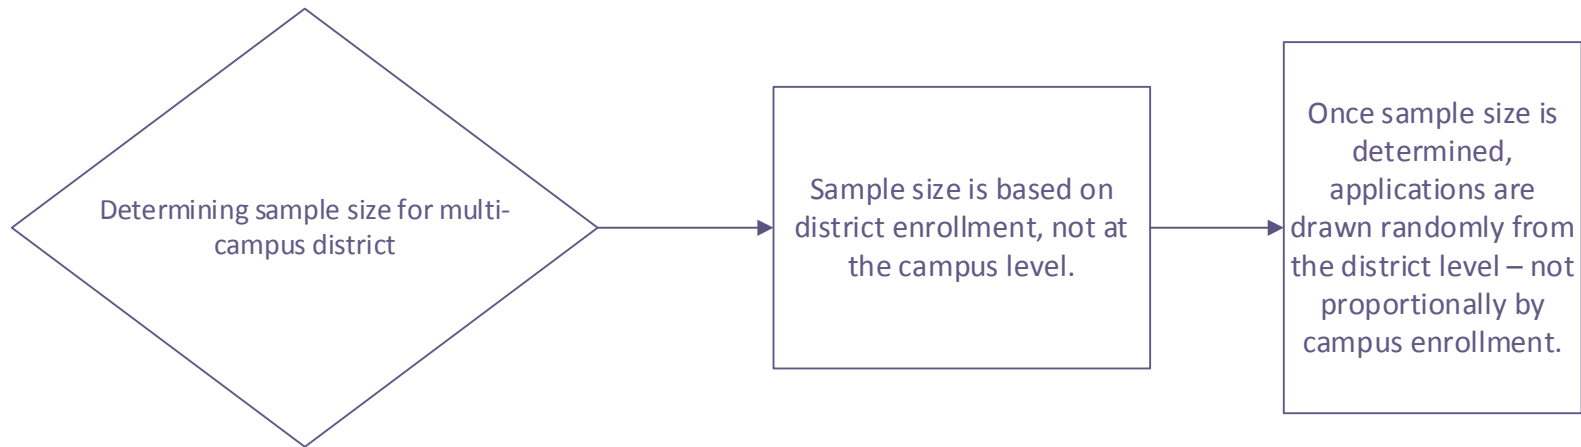 Determining sample size for multi-
campus district
Sample size is based on
district enrollment, not at
the campus level.
Once sample size is
determined,
applications are
drawn randomly from
the district level – not
proportionally by
campus enrollment.